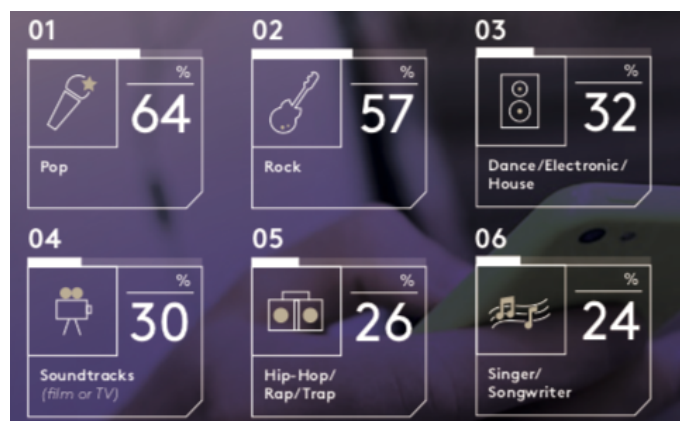 01
%
64
Pop
02
%
57
Rock
03
%
32
Dance/Electronic/
House
04
%
30
Soundtracks
(film or TV)
05
%
26
Hip-Hop/
Rap/Trap
06
%
24
Singer/
Songwriter